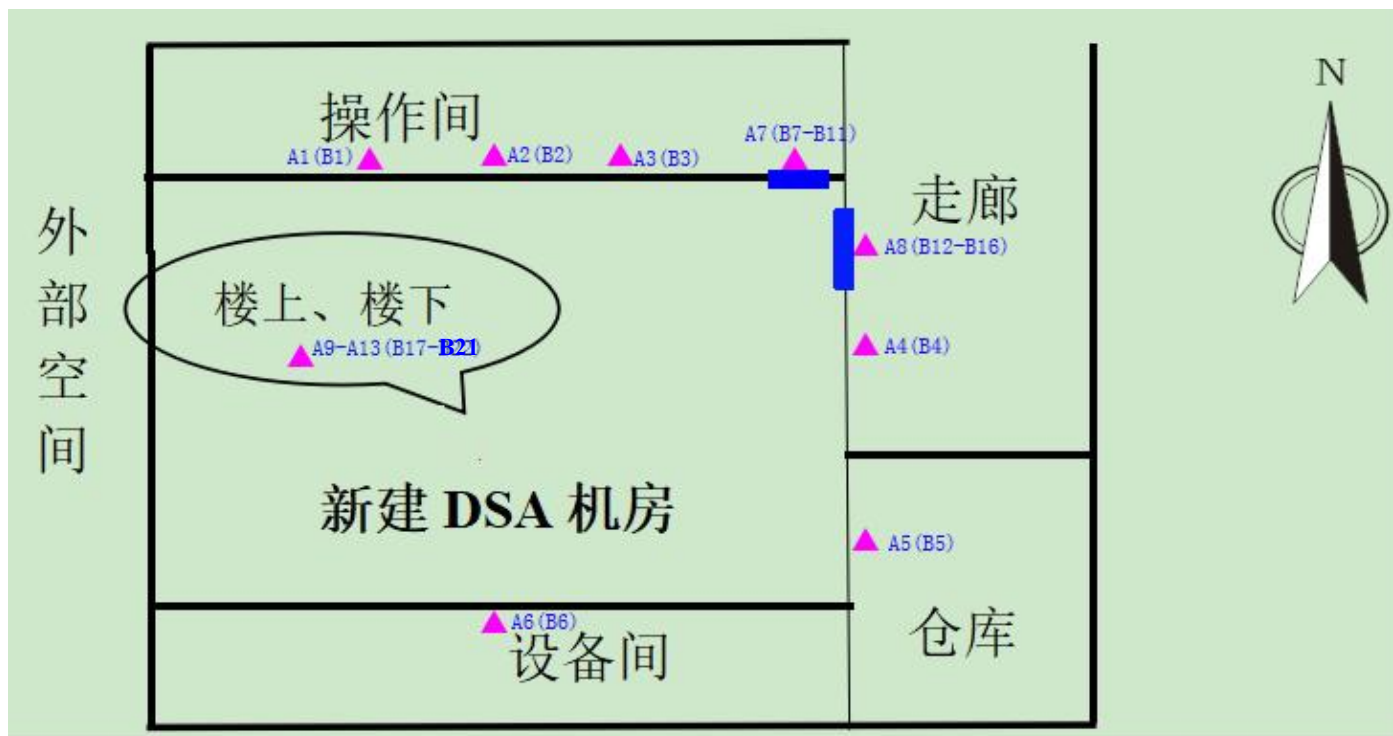 N
操作间
A7(B7-B11)
A1(B1)
A2(B2)
A3(B3)
走廊
外部空间
A8(B12-B16)
楼上、楼下
A9-A13(B17-B21)
A4(B4)
新建 DSA 机房
A5(B5)
A6(B6)
设备间
仓库